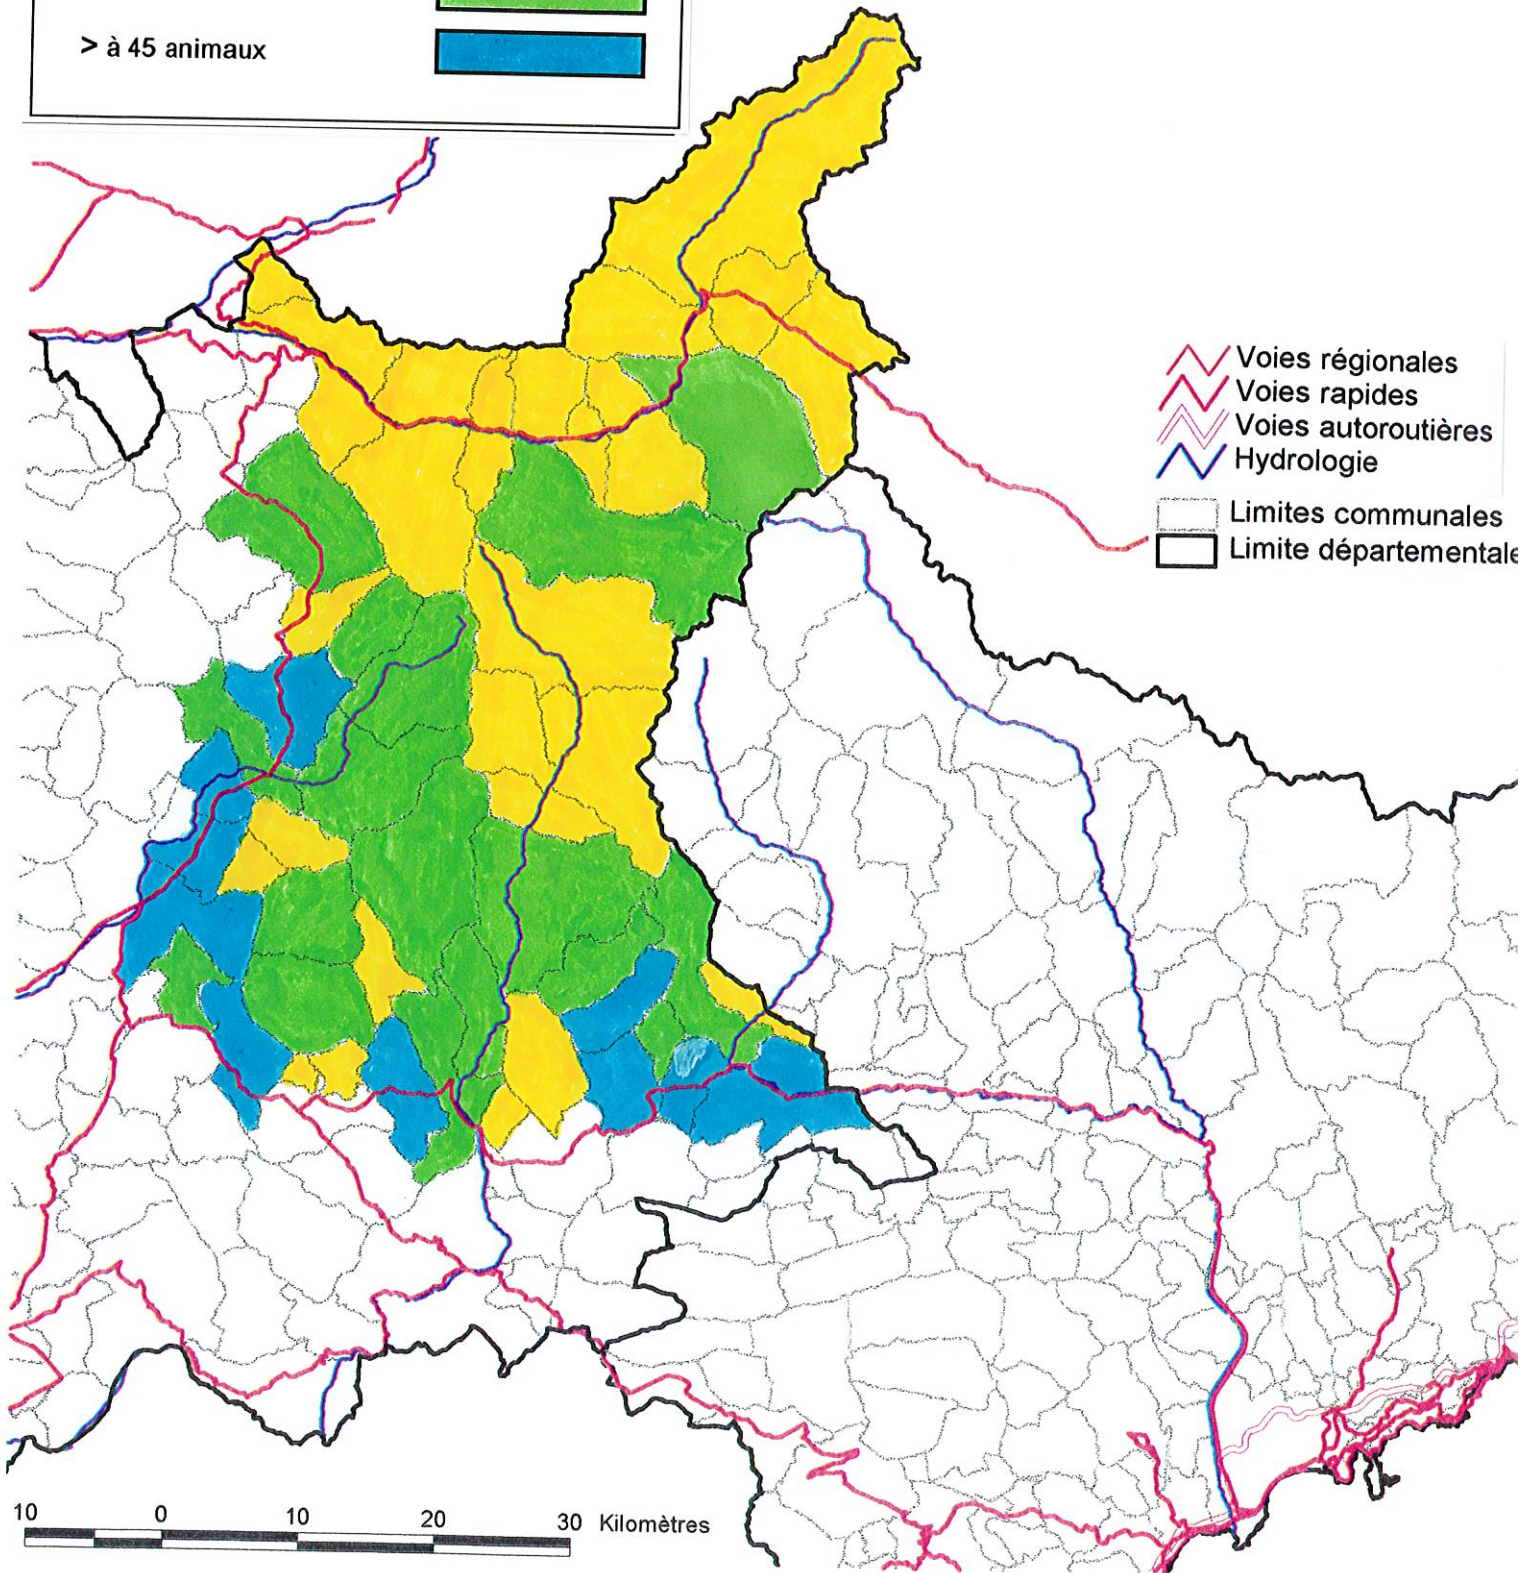 > à 45 animaux
Voies régionales
Voies rapides
Voies autoroutières
Hydrologie
Limites communales
Limite départementale
10 0 10 20 30 Kilomètres